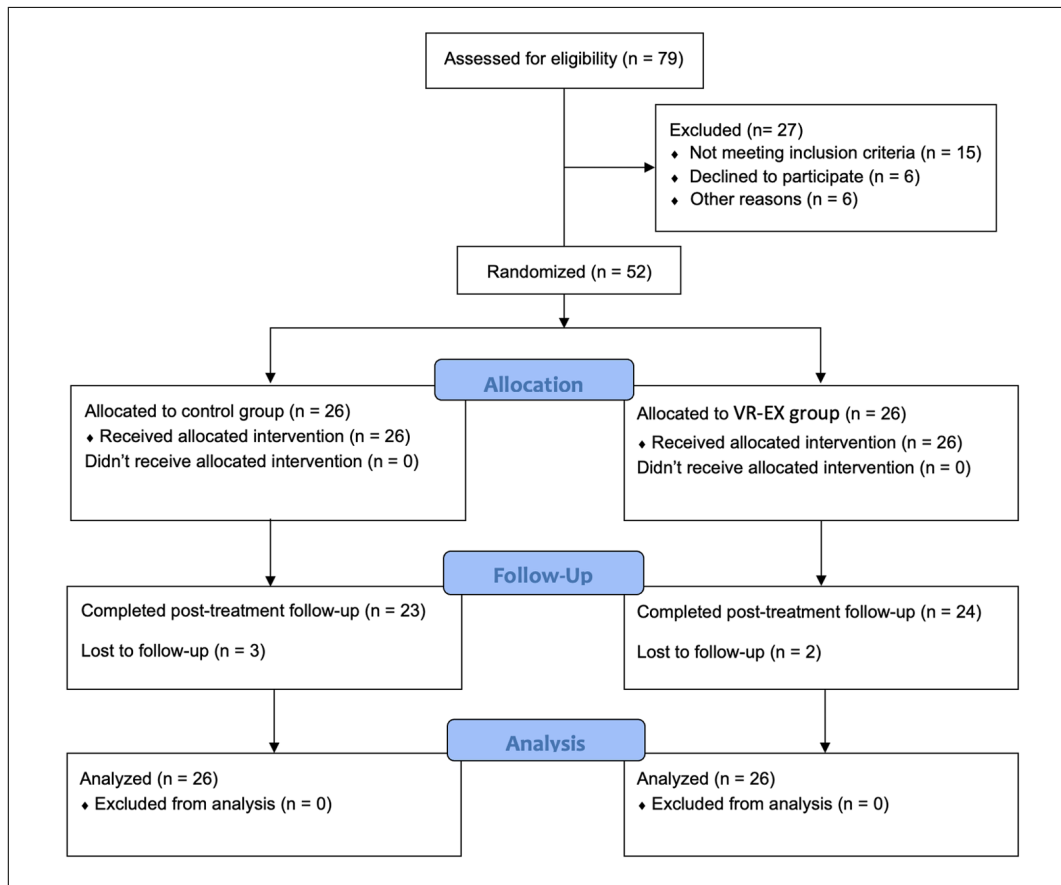 Assessed for eligibility (n = 79)
Excluded (n= 27)
♦ Not meeting inclusion criteria (n = 15)
♦ Declined to participate (n = 6)
♦ Other reasons (n = 6)
Randomized (n = 52)
Allocation
Allocated to control group (n = 26)
♦ Received allocated intervention (n = 26)
Didn't receive allocated intervention (n = 0)
Allocated to VR-EX group (n = 26)
♦ Received allocated intervention (n = 26)
Didn't receive allocated intervention (n = 0)
Follow-Up
Completed post-treatment follow-up (n = 23)
Lost to follow-up (n = 3)
Completed post-treatment follow-up (n = 24)
Lost to follow-up (n = 2)
Analysis
Analyzed (n = 26)
♦ Excluded from analysis (n = 0)
Analyzed (n = 26)
♦ Excluded from analysis (n = 0)